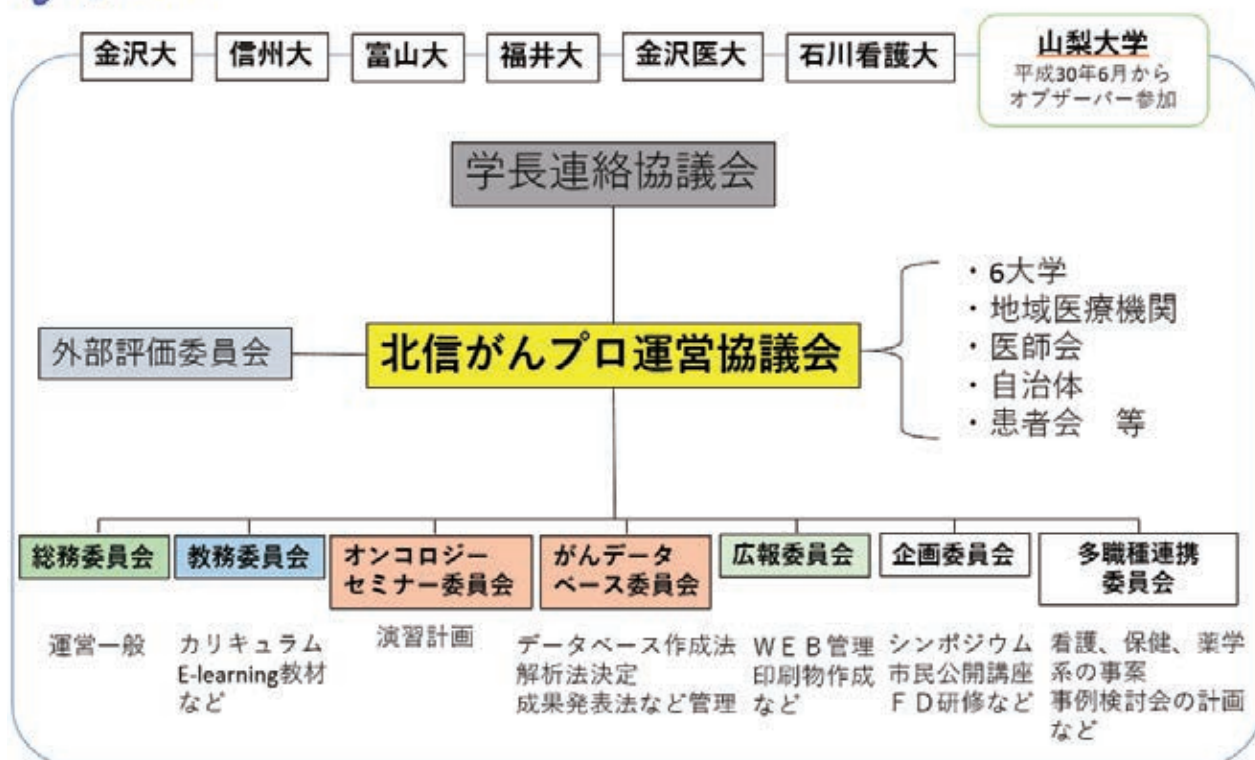 金沢大
信州大
富山大
福井大
金沢医大
石川看護大
山梨大学
平成30年6月から
オブザーバー参加
学長連絡協議会
外部評価委員会
北信がんプロ運営協議会
・6大学
・地域医療機関
・医師会
・自治体
・患者会　等
総務委員会
運営一般
教務委員会
カリキュラム
E-learning教材
など
オンコロジー
セミナー委員会
演習計画
がんデータ
ベース委員会
データベース作成法
解析法決定
成果発表法など管理
広報委員会
ＷＥＢ管理
印刷物作成
など
企画委員会
シンポジウム
市民公開講座
ＦＤ研修など
多職種連携
委員会
看護、保健、薬学
系の事案
事例検討会の計画
など